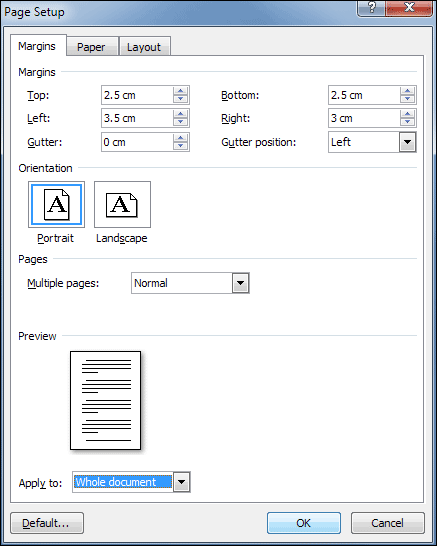 Page Setup
Margins Paper Layout
Margins
Top: 2.5 cm Bottom: 2.5 cm
Left: 3.5 cm Right: 3 cm
Gutter: 0 cm Gutter position: Left
Orientation
A A
Portrait Landscape
Pages
Multiple pages: Normal
Preview
Apply to: Whole document
Default... OK Cancel